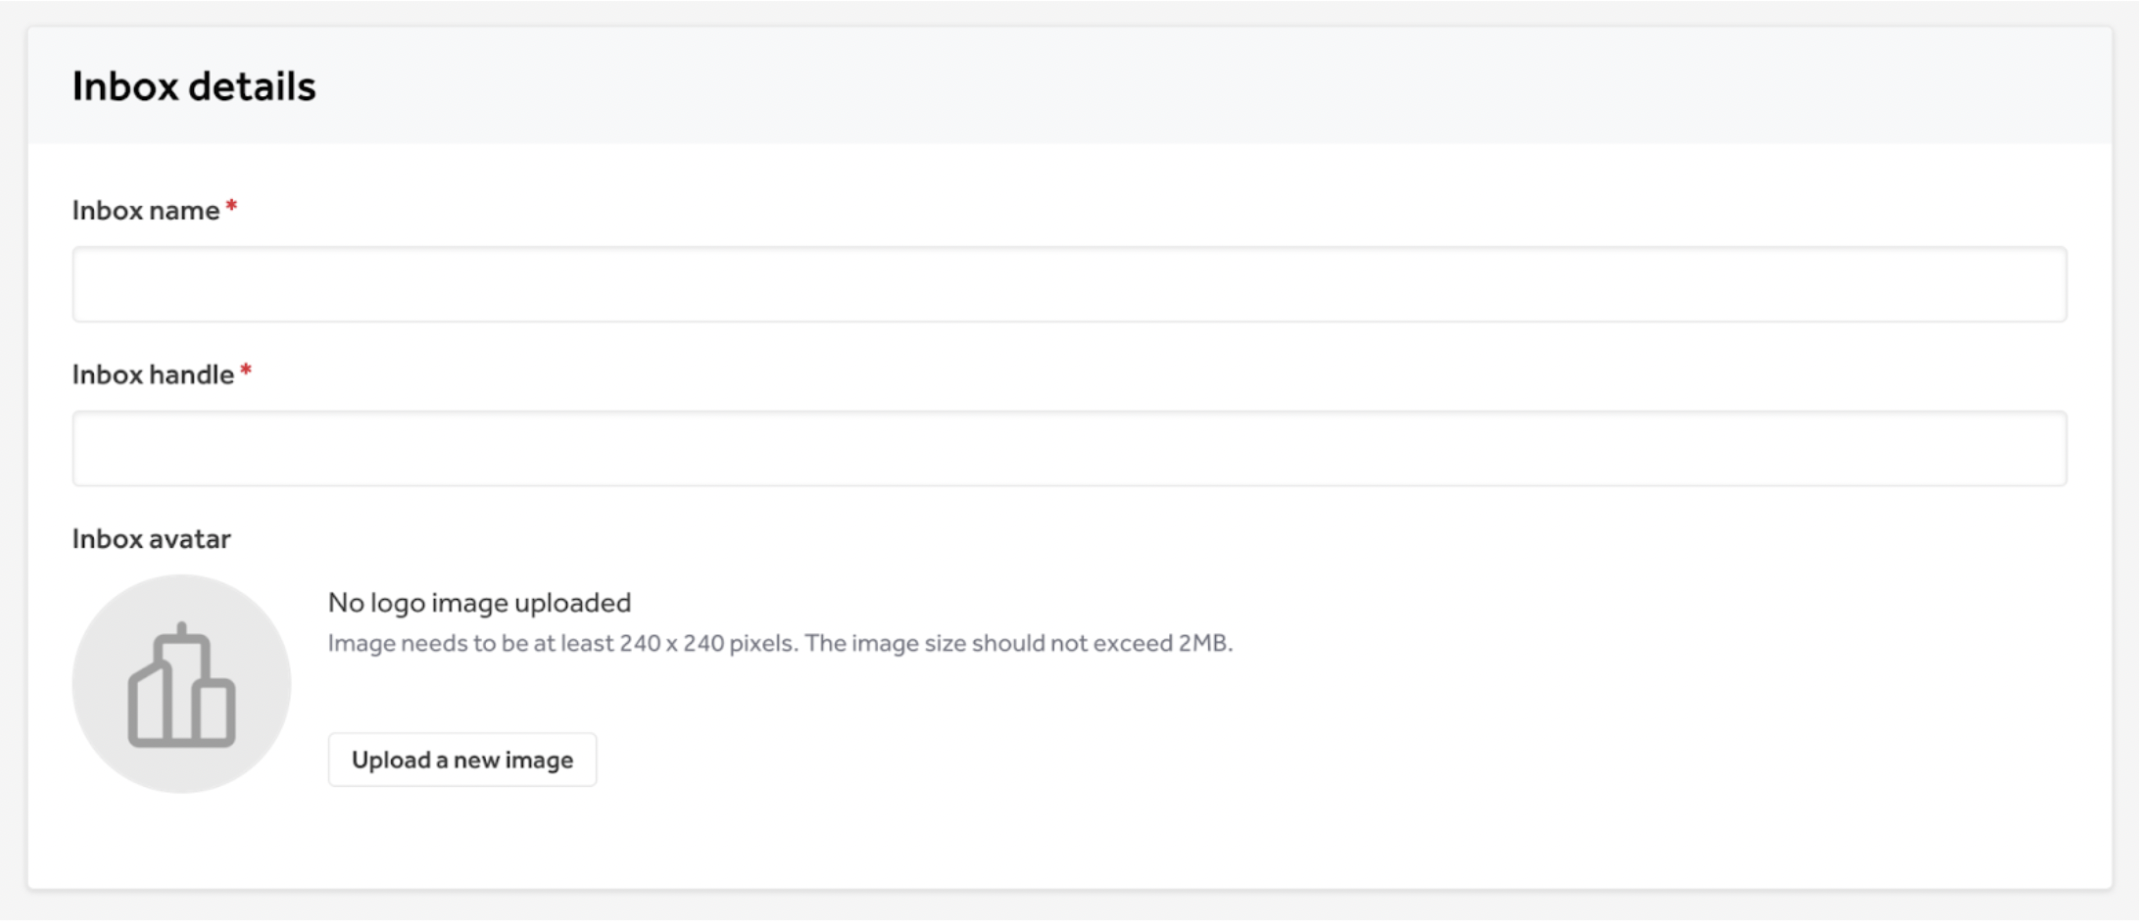 Inbox details
Inbox name *
Inbox handle *
Inbox avatar
No logo image uploaded
Image needs to be at least 240 x 240 pixels. The image size should not exceed 2MB.
Upload a new image